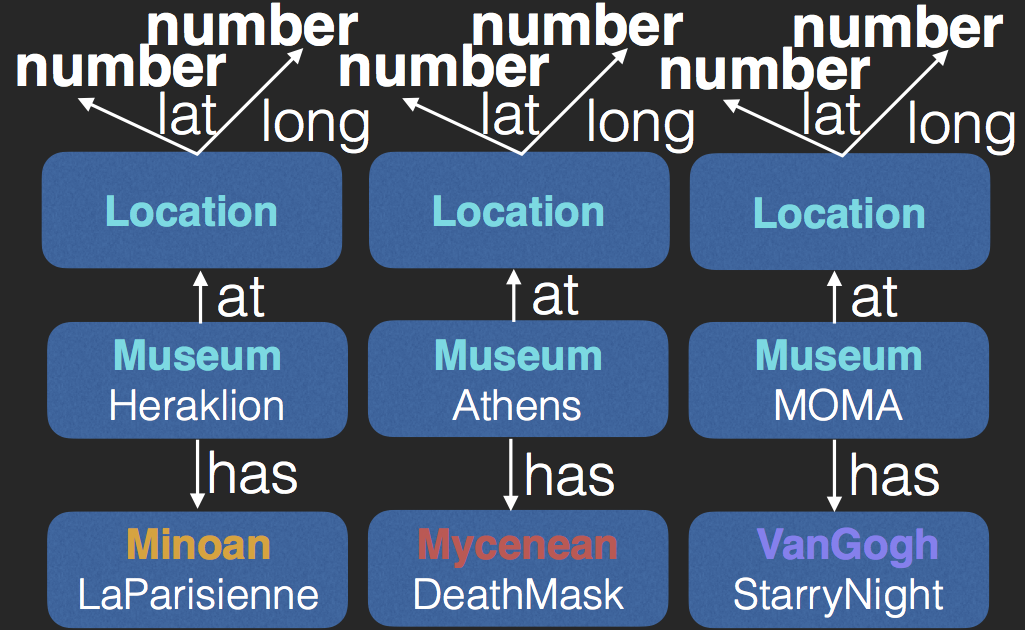 number number number
number number number
lat long lat long lat long
Location Location Location
at at at
Museum Museum Museum
Heraklion Athens MOMA
has has has
Minoan Mycenean VanGogh
LaParisienne DeathMask StarryNight